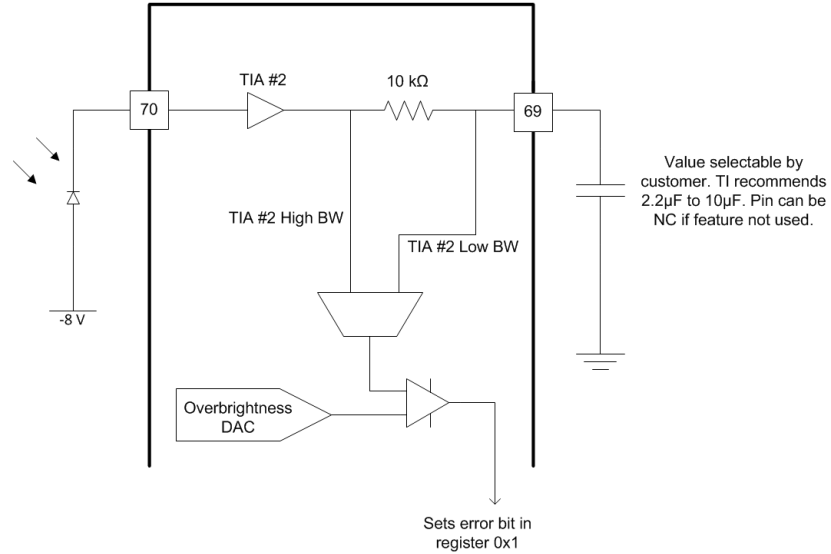 TIA #2
10 kΩ
70
69
Value selectable by
customer. TI recommends
2.2µF to 10µF. Pin can be
NC if feature not used.
TIA #2 High BW
TIA #2 Low BW
-8 V
Overbrightness
DAC
Sets error bit in
register 0x1